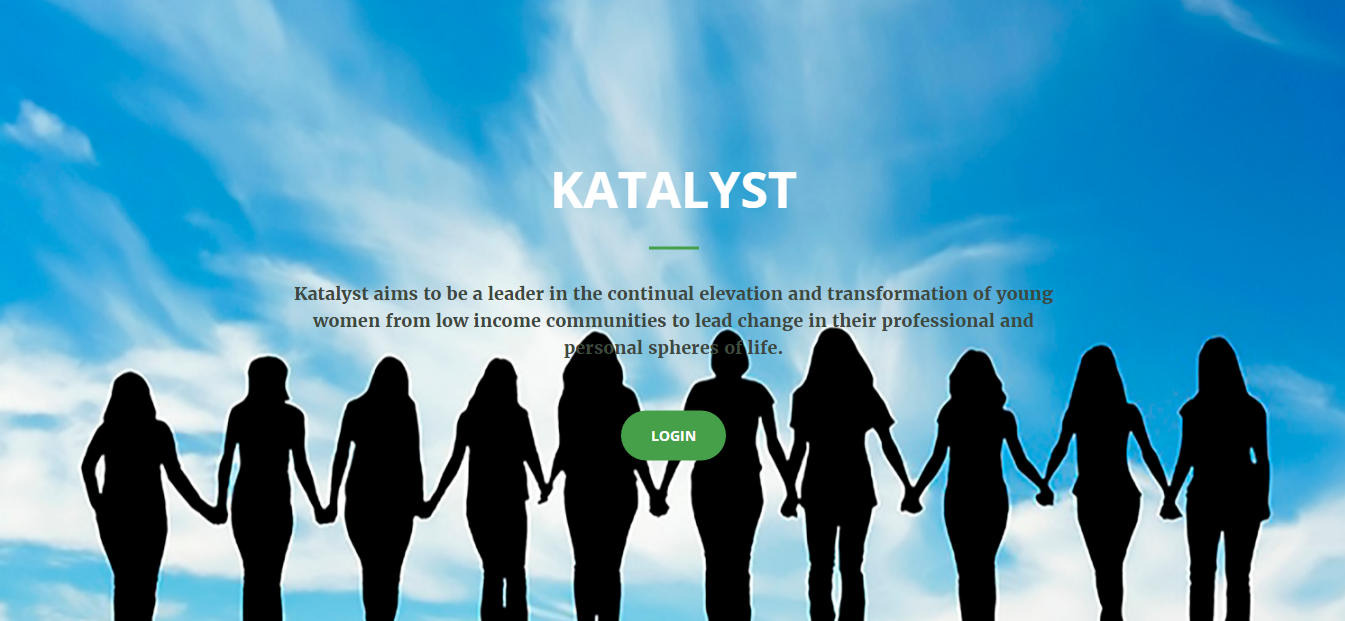 KATALYST
Katalyst aims to be a leader in the continual elevation and transformation of young
women from low income communities to lead change in their professional and
personal spheres of life.
LOGIN